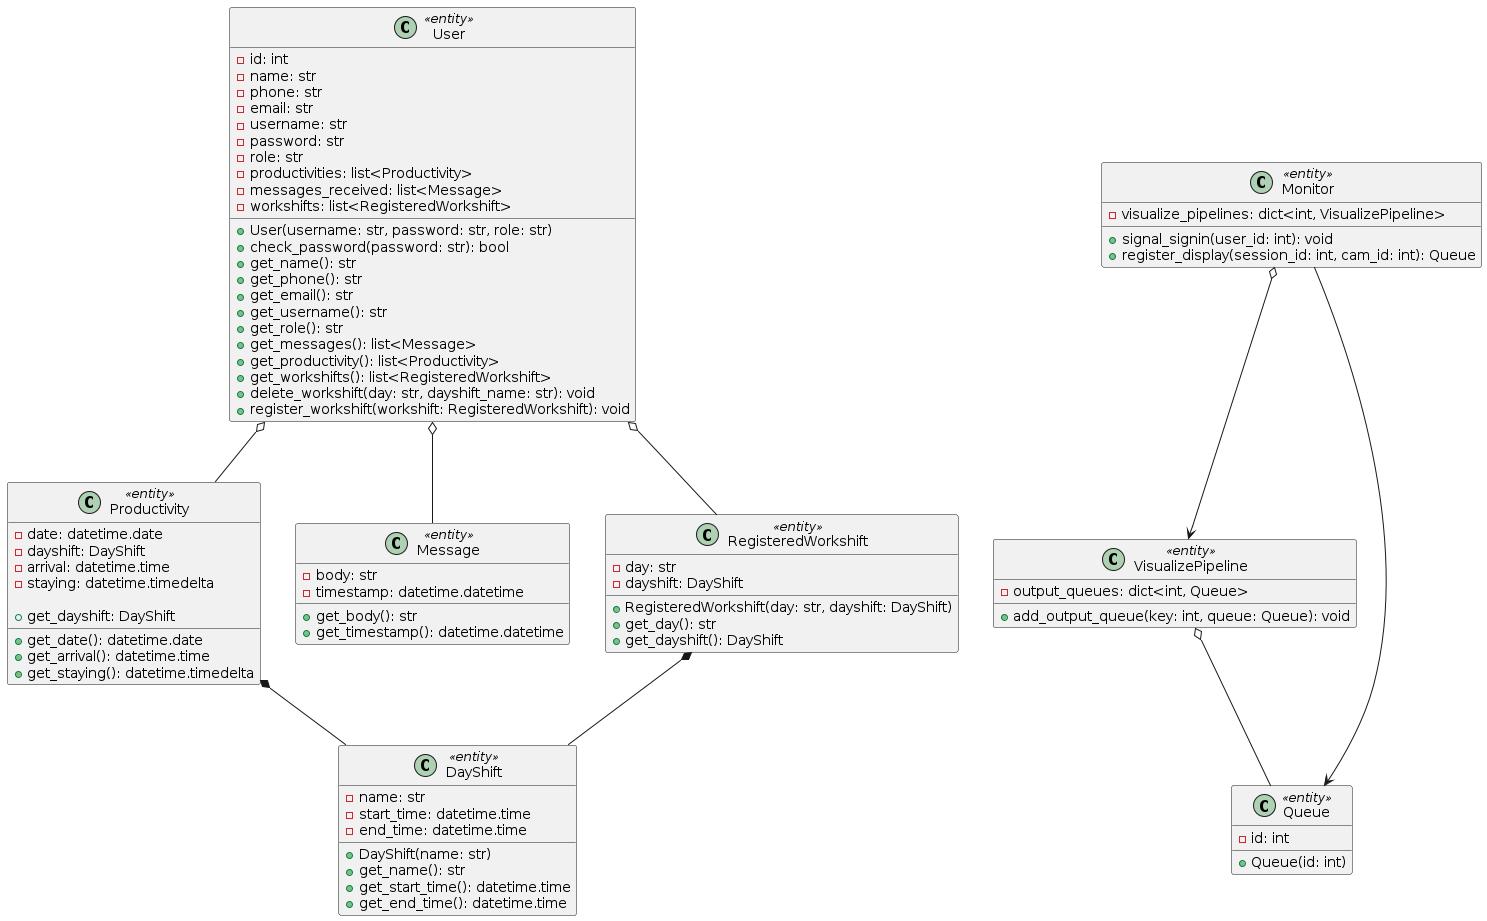 C
«entity»
User
id: int
name: str
phone: str
email: str
username: str
password: str
role: str
productivities: list<Productivity>
messages_received: list<Message>
workshifts: list<RegisteredWorkshift>
User(username: str, password: str, role: str)
check_password(password: str): bool
get_name(): str
get_phone(): str
get_email(): str
get_username(): str
get_role(): str
get_messages(): list<Message>
get_productivity(): list<Productivity>
get_workshifts(): list<RegisteredWorkshift>
delete_workshift(day: str, dayshift_name: str): void
register_workshift(workshift: RegisteredWorkshift): void
C
«entity»
Monitor
visualize_pipelines: dict<int, VisualizePipeline>
signal_signin(user_id: int): void
register_display(session_id: int, cam_id: int): Queue
C
«entity»
Productivity
date: datetime.date
dayshift: DayShift
arrival: datetime.time
staying: datetime.timedelta
get_dayshift: DayShift
get_date(): datetime.date
get_arrival(): datetime.time
get_staying(): datetime.timedelta
C
«entity»
Message
body: str
timestamp: datetime.datetime
get_body(): str
get_timestamp(): datetime.datetime
C
«entity»
RegisteredWorkshift
day: str
dayshift: DayShift
RegisteredWorkshift(day: str, dayshift: DayShift)
get_day(): str
get_dayshift(): DayShift
C
«entity»
VisualizePipeline
output_queues: dict<int, Queue>
add_output_queue(key: int, queue: Queue): void
C
«entity»
DayShift
name: str
start_time: datetime.time
end_time: datetime.time
DayShift(name: str)
get_name(): str
get_start_time(): datetime.time
get_end_time(): datetime.time
C
«entity»
Queue
id: int
Queue(id: int)